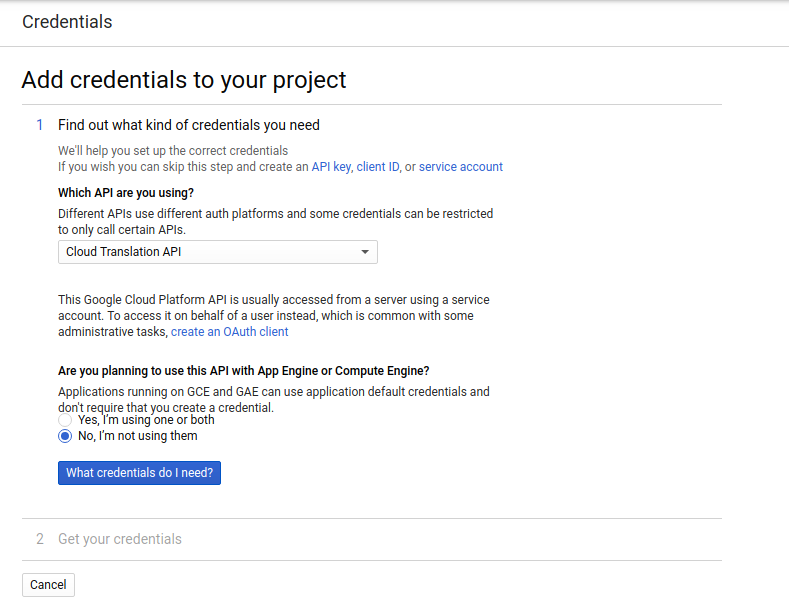 Credentials
Add credentials to your project
1 Find out what kind of credentials you need
We'll help you set up the correct credentials
If you wish you can skip this step and create an API key, client ID, or service account
Which API are you using?
Different APIs use different auth platforms and some credentials can be restricted
to only call certain APIs.
Cloud Translation API
This Google Cloud Platform API is usually accessed from a server using a service
account. To access it on behalf of a user instead, which is common with some
administrative tasks, create an OAuth client
Are you planning to use this API with App Engine or Compute Engine?
Applications running on GCE and GAE can use application default credentials and
don't require that you create a credential.
Yes, I'm using one or both
No, I'm not using them
What credentials do I need?
2 Get your credentials
Cancel